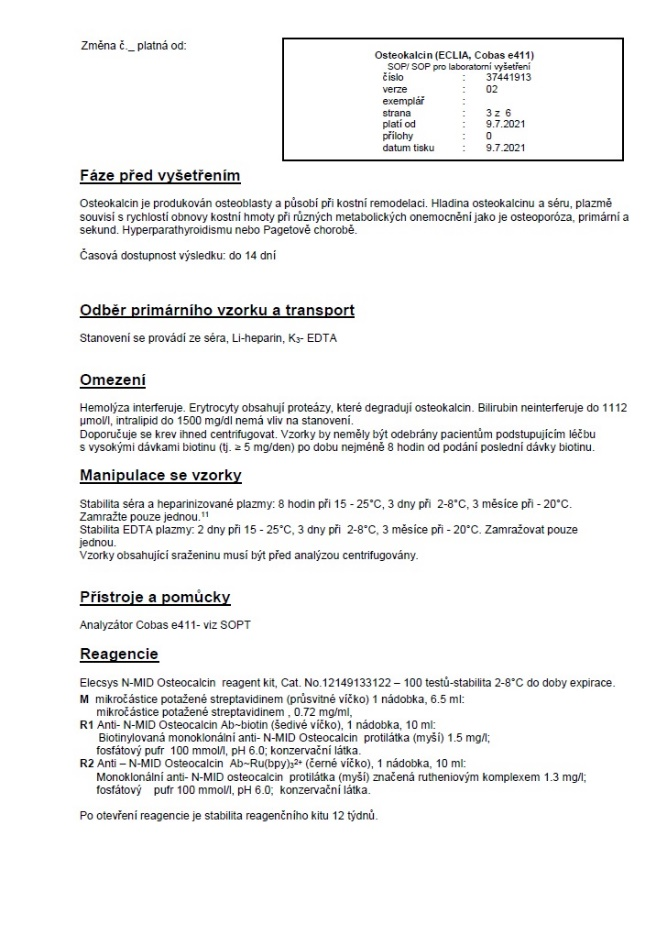 Změna č._ platná od:
Osteokalcin (ECLIA, Cobas e411)
SOP/ SOP pro laboratorní vyšetření
číslo : 37441913
verze : 02
exemplář :
strana : 3 z 6
platí od : 9.7.2021
přílohy : 0
datum tisku : 9.7.2021
Fáze před vyšetřením
Osteokalcin je produkován osteoblasty a působí při kostní remodelaci. Hladina osteokalcinu a séru, plazmě
souvisí s rychlostí obnovy kostní hmoty při různých metabolických onemocnění jako je osteoporóza, primární a
sekund. Hyperparathyroidismu nebo Pagetově chorobě.
Časová dostupnost výsledku: do 14 dní
Odběr primárního vzorku a transport
Stanovení se provádí ze séra, Li-heparin, K₃- EDTA
Omezení
Hemolýza interferuje. Erytrocyty obsahují proteázy, které degradují osteokalcin. Bilirubin neinterferuje do 1112
µmol/l, intralipid do 1500 mg/dl nemá vliv na stanovení.
Doporučuje se krev ihned centrifugovat. Vzorky by neměly být odebrány pacientům podstupujícím léčbu
s vysokými dávkami biotinu (tj. ≥ 5 mg/den) po dobu nejméně 8 hodin od podání poslední dávky biotinu.
Manipulace se vzorky
Stabilita séra a heparinizované plazmy: 8 hodin při 15 - 25°C, 3 dny při 2-8°C, 3 měsíce při - 20°C.
Zamražte pouze jednou.¹¹
Stabilita EDTA plazmy: 2 dny při 15 - 25°C, 3 dny při 2-8°C, 3 měsíce při - 20°C. Zamražovat pouze
jednou.
Vzorky obsahující sraženinu musí být před analýzou centrifugovány.
Přístroje a pomůcky
Analyzátor Cobas e411- viz SOPT
Reagencie
Elecsys N-MID Osteocalcin reagent kit, Cat. No.12149133122 – 100 testů-stabilita 2-8°C do doby expirace.
M mikročástice potažené streptavidinem (průsvitné víčko) 1 nádobka, 6.5 ml:
mikročástice potažené streptavidinem , 0.72 mg/ml,
R1 Anti- N-MID Osteocalcin Ab~biotin (šedivé víčko), 1 nádobka, 10 ml:
Biotinylovaná monoklonální anti- N-MID Osteocalcin protilátka (myší) 1.5 mg/l;
fosfátový pufr 100 mmol/l, pH 6.0; konzervační látka.
R2 Anti – N-MID Osteocalcin Ab~Ru(bpy)₃²⁺ (černé víčko), 1 nádobka, 10 ml:
Monoklonální anti- N-MID osteocalcin protilátka (myší) značená rutheniovým komplexem 1.3 mg/l;
fosfátový pufr 100 mmol/l, pH 6.0; konzervační látka.
Po otevření reagencie je stabilita reagenčního kitu 12 týdnů.